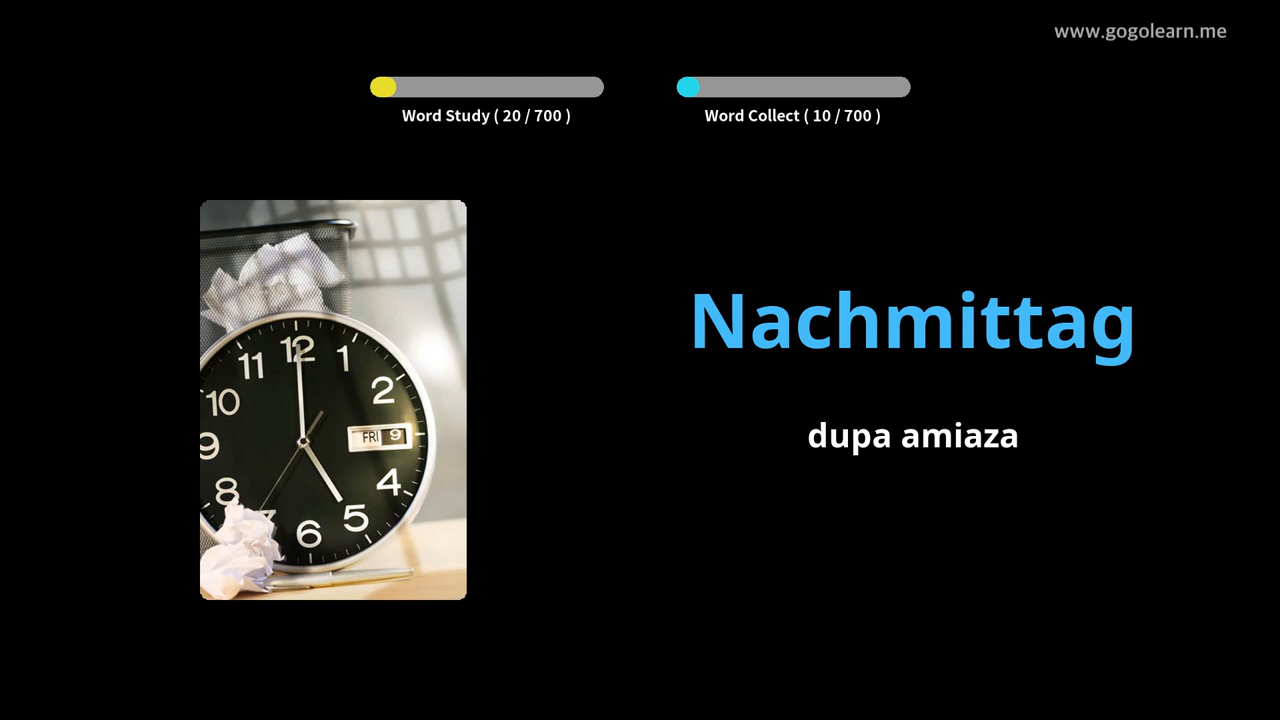 www.gogolearn.me
Word Study ( 20 / 700 )
Word Collect ( 10 / 700 )
Nachmittag
dupa amiaza
12
1
2
FRI 9
4
5
6
7
8
9
10
11